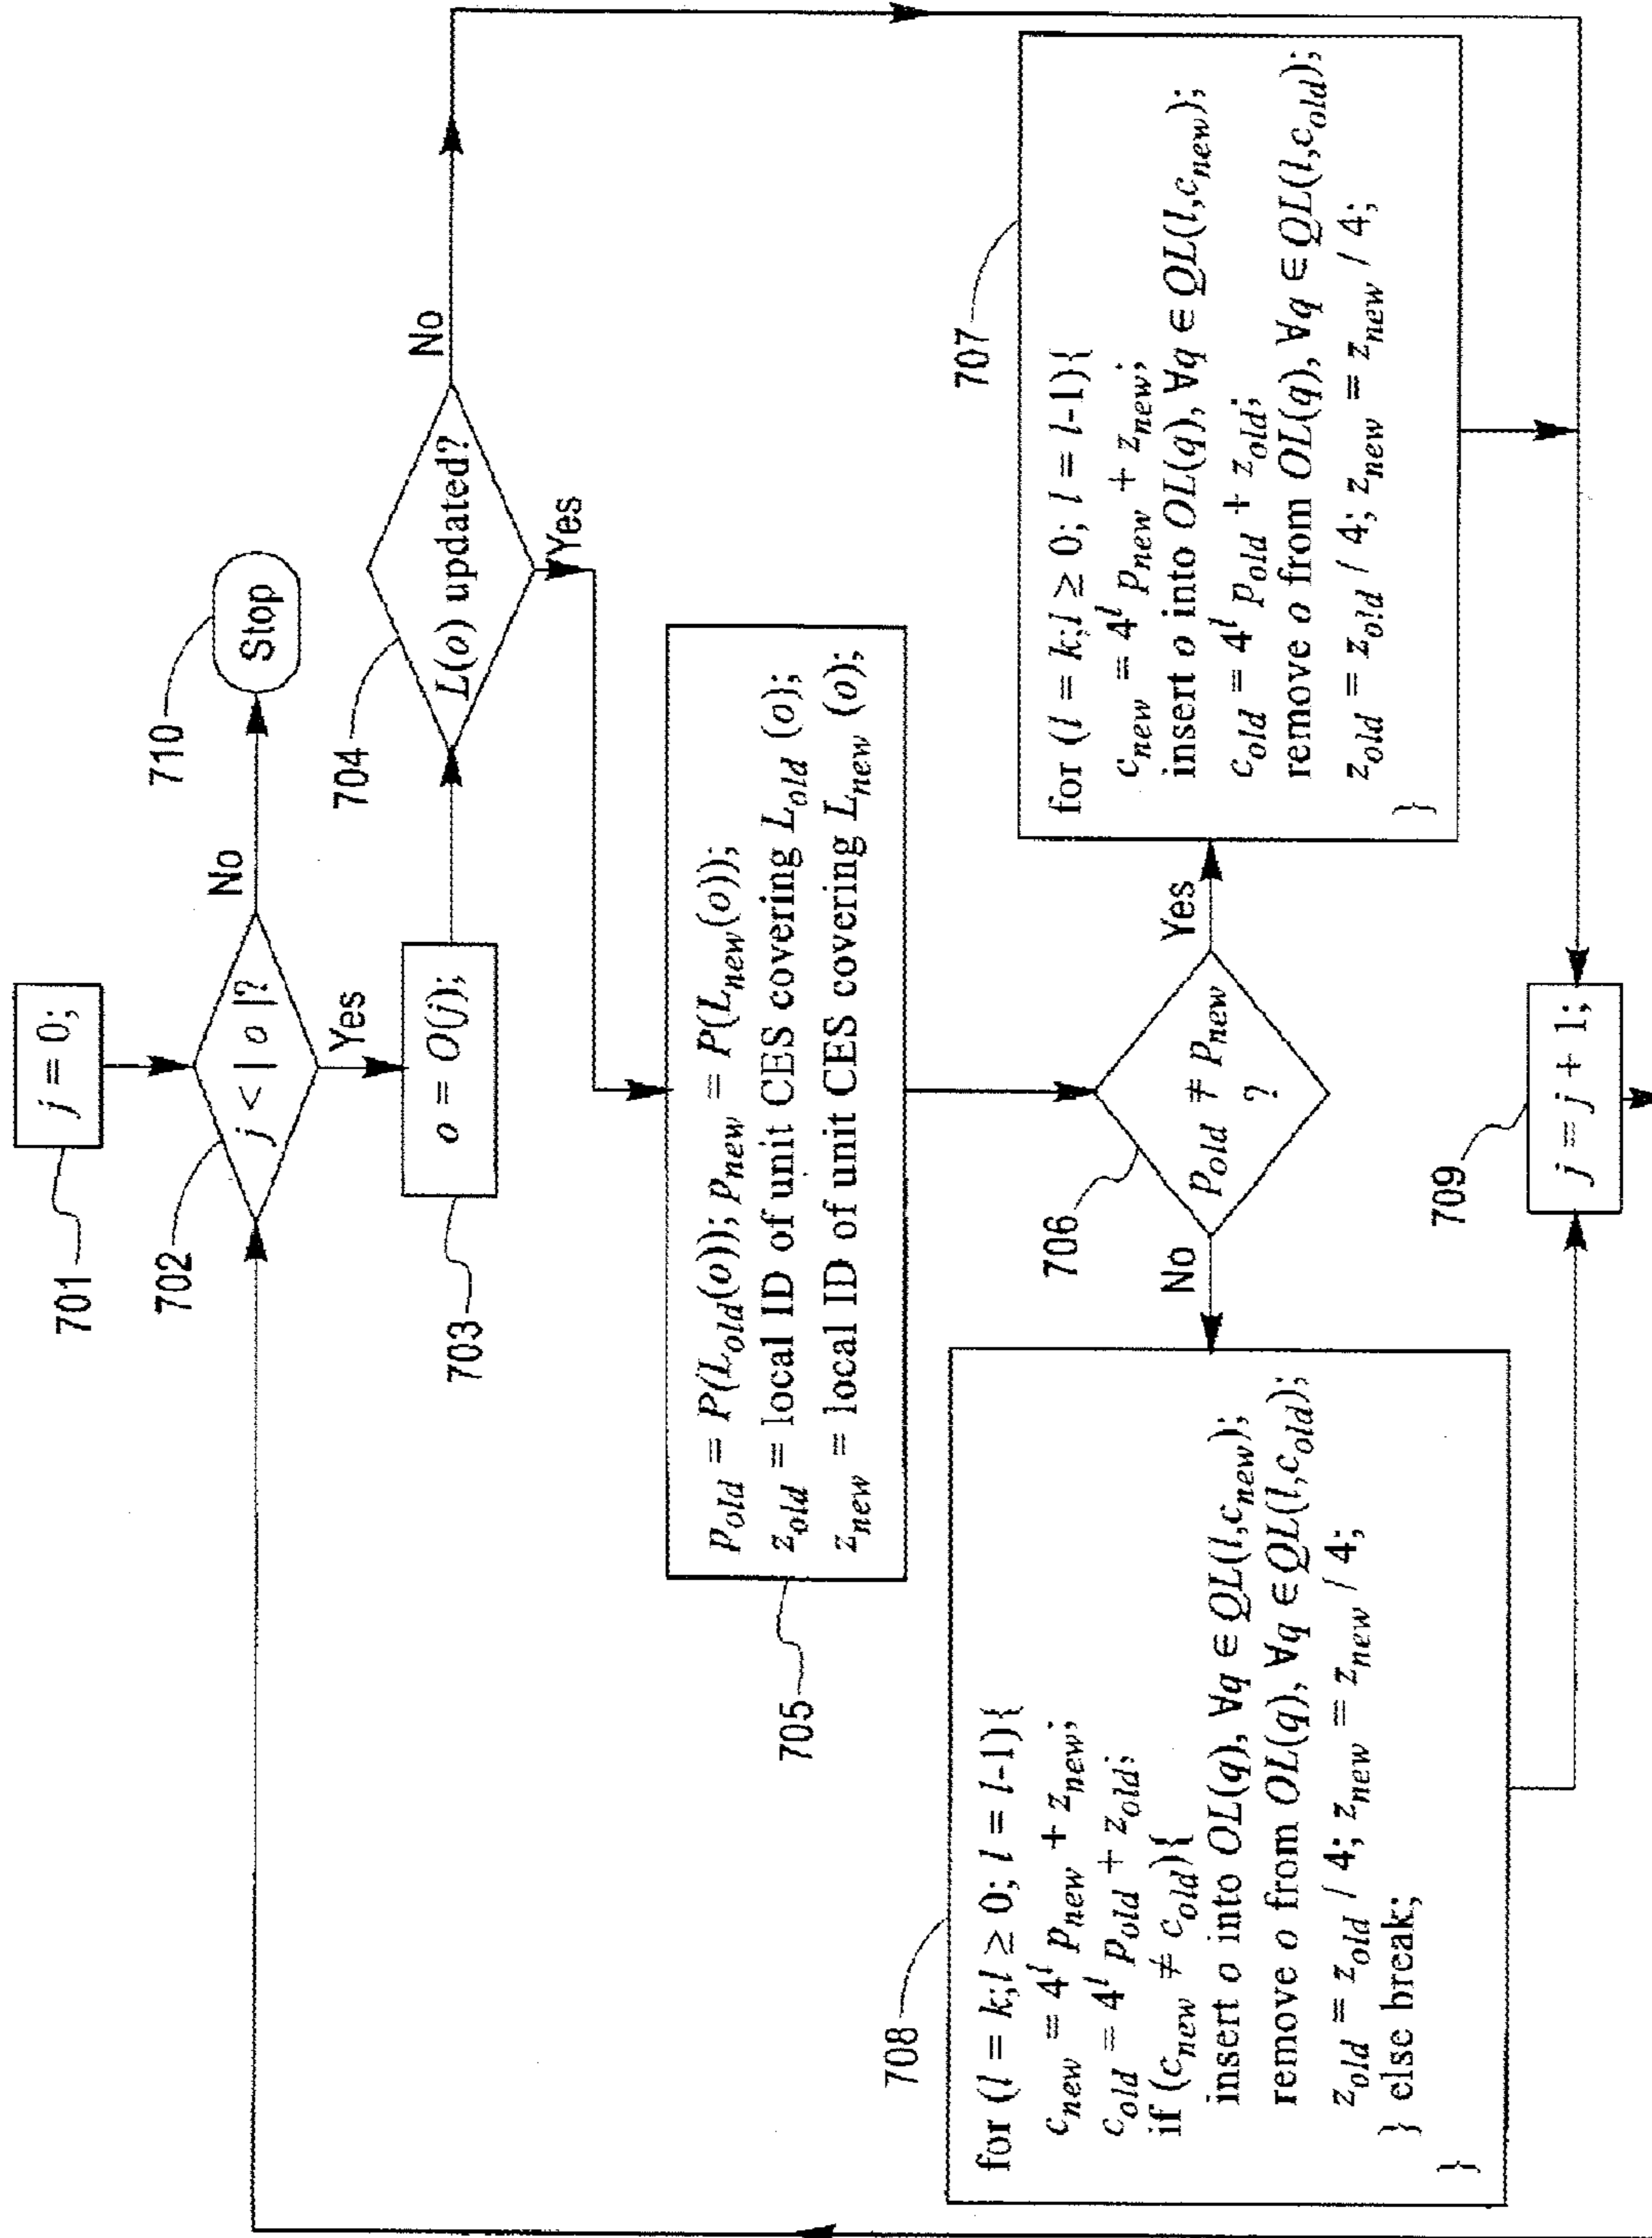 701
j = 0;
702
j < | o |?
No
710
Stop
Yes
703
o = O(j);
704
L(o) updated?
No
Yes
705
p_old = P(L_old(o)); p_new = P(L_new(o));
z_old = local ID of unit CES covering L_old (o);
z_new = local ID of unit CES covering L_new (o);
706
p_old ≠ p_new
?
No
Yes
708
for (l = k;l ≥ 0; l = l-1){
c_new = 4^l p_new + z_new;
c_old = 4^l p_old + z_old;
if (c_new ≠ c_old){
insert o into OL(q), ∀q ∈ QL(l,c_new);
remove o from OL(q), ∀q ∈ QL(l,c_old);
z_old = z_old / 4; z_new = z_new / 4;
} else break;
}
707
for (l = k;l ≥ 0; l = l-1){
c_new = 4^l p_new + z_new;
insert o into OL(q), ∀q ∈ QL(l,c_new);
c_old = 4^l p_old + z_old;
remove o from OL(q), ∀q ∈ QL(l,c_old);
z_old = z_old / 4; z_new = z_new / 4;
}
709
j = j + 1;